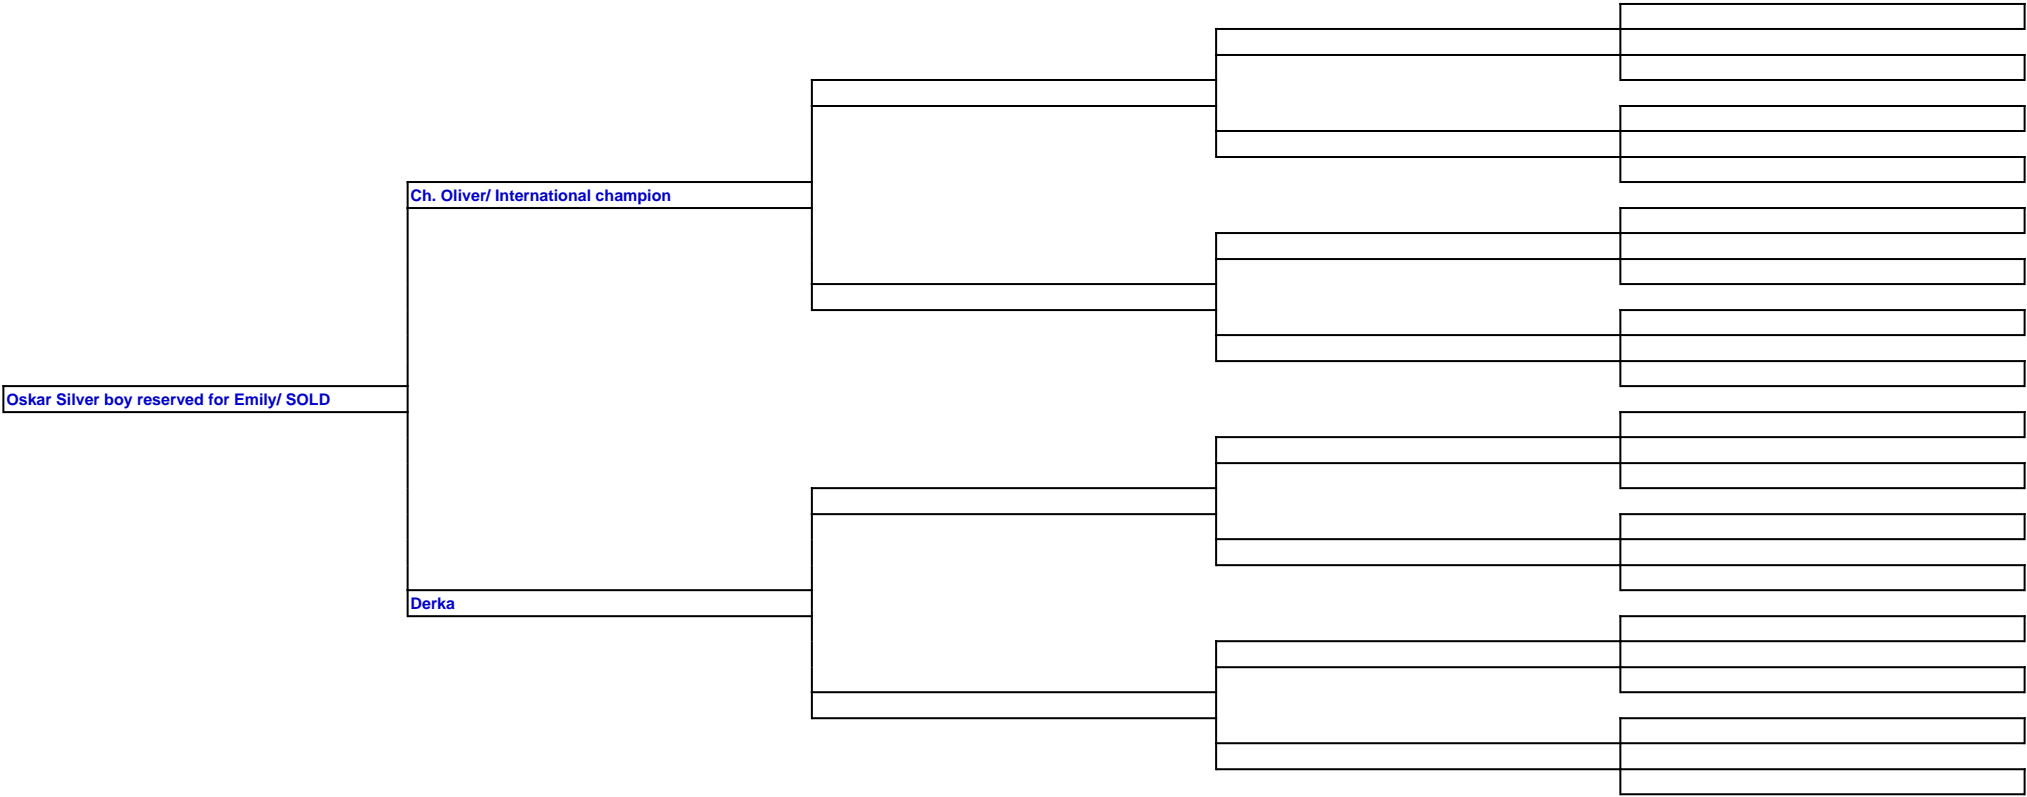 Ch. Oliver/ International champion
Oskar Silver boy reserved for Emily/ SOLD
Derka